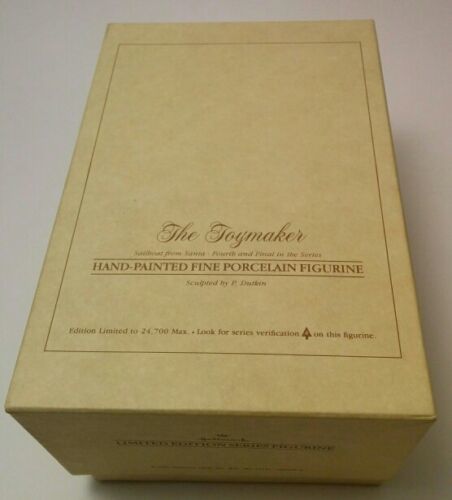 The Toymaker
Sailboat from Santa - Fourth and Final in the Series
HAND-PAINTED FINE PORCELAIN FIGURINE
Sculpted by P. Dutkin
Edition Limited to 24,700 Max. • Look for series verification on this figurine.
Hallmark
LIMITED EDITION SERIES FIGURINE